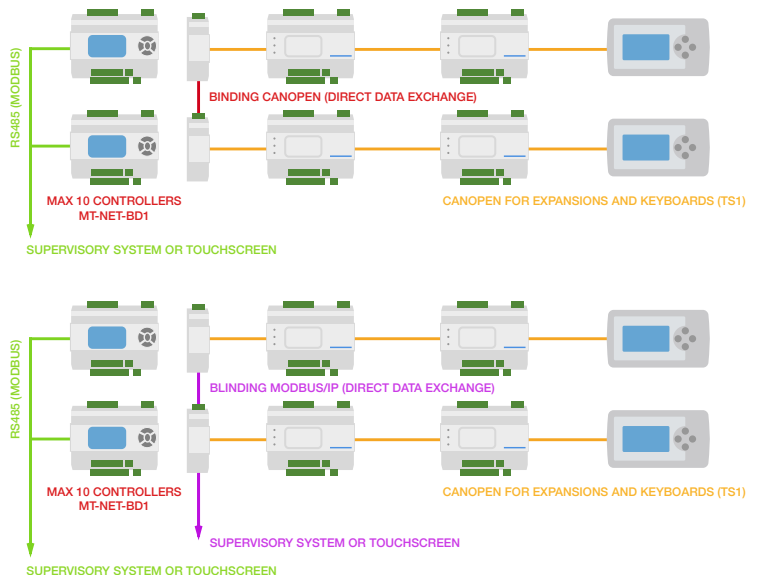 RS485 (MODBUS)
BINDING CANOPEN (DIRECT DATA EXCHANGE)
MAX 10 CONTROLLERS
MT-NET-BD1
CANOPEN FOR EXPANSIONS AND KEYBOARDS (TS1)
SUPERVISORY SYSTEM OR TOUCHSCREEN
RS485 (MODBUS)
BLINDING MODBUS/IP (DIRECT DATA EXCHANGE)
MAX 10 CONTROLLERS
MT-NET-BD1
CANOPEN FOR EXPANSIONS AND KEYBOARDS (TS1)
SUPERVISORY SYSTEM OR TOUCHSCREEN
SUPERVISORY SYSTEM OR TOUCHSCREEN